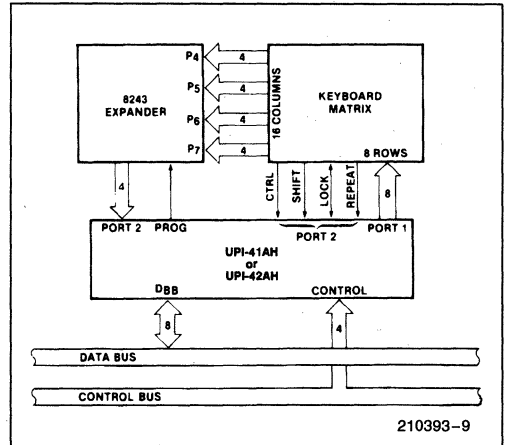 8243
EXPANDER
P4
P5
P6
P7
4
4
4
4
16 COLUMNS
KEYBOARD
MATRIX
8 ROWS
4
CTRL
SHIFT
LOCK
REPEAT
8
PORT 2
PROG
PORT 2
PORT 1
UPI-41AH
or
UPI-42AH
DBB
CONTROL
8
4
DATA BUS
CONTROL BUS
210393-9